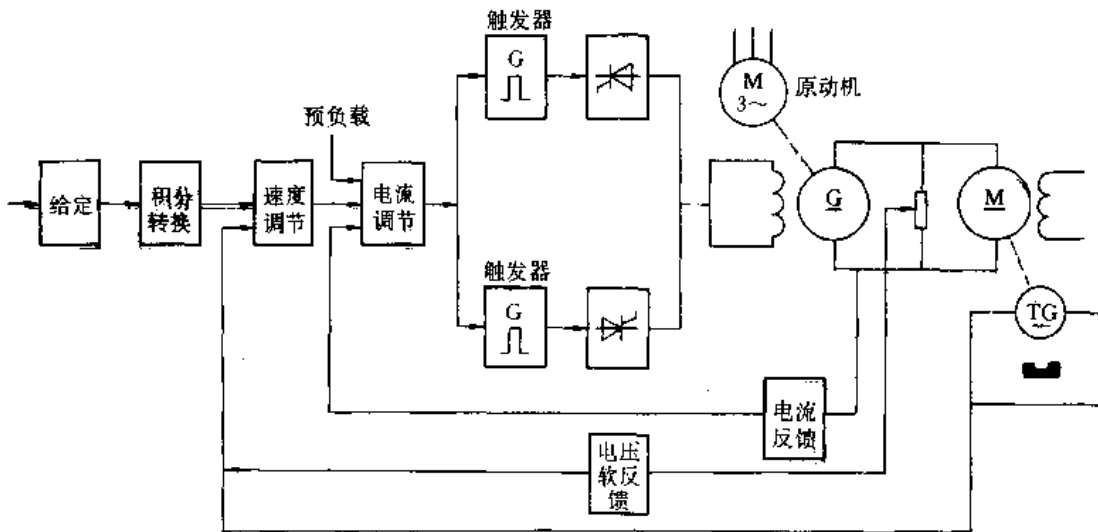 触发器
G
M
3～
原动机
预负载
给定
积分
转换
速度
调节
电流
调节
G
M
触发器
G
TG
电流
反馈
电压
软反
馈